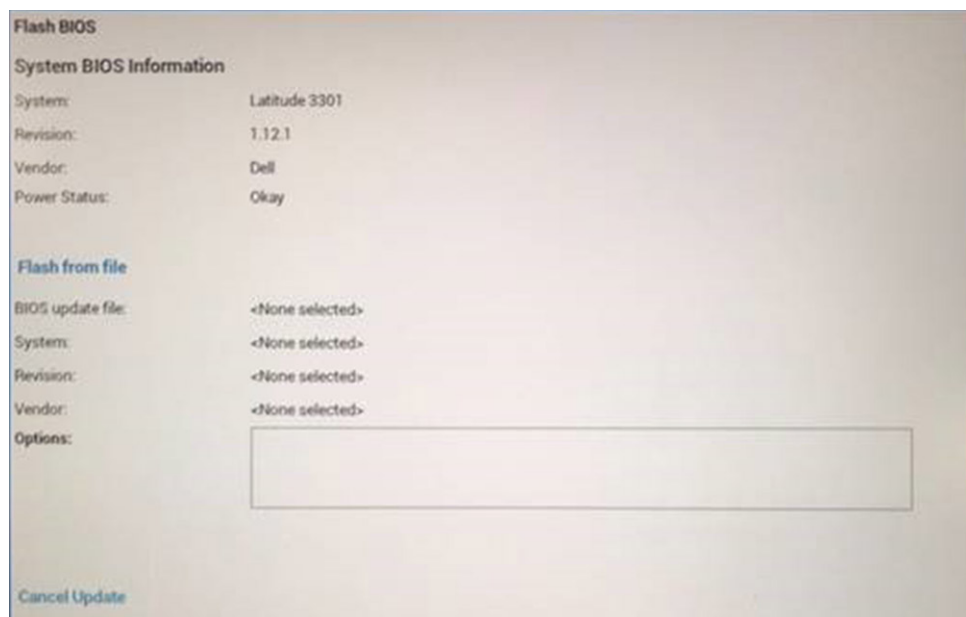 Flash BIOS
System BIOS Information
System: Latitude 3301
Revision: 1.12.1
Vendor: Dell
Power Status: Okay
Flash from file
BIOS update file: <None selected>
System: <None selected>
Revision: <None selected>
Vendor: <None selected>
Options:
Cancel Update